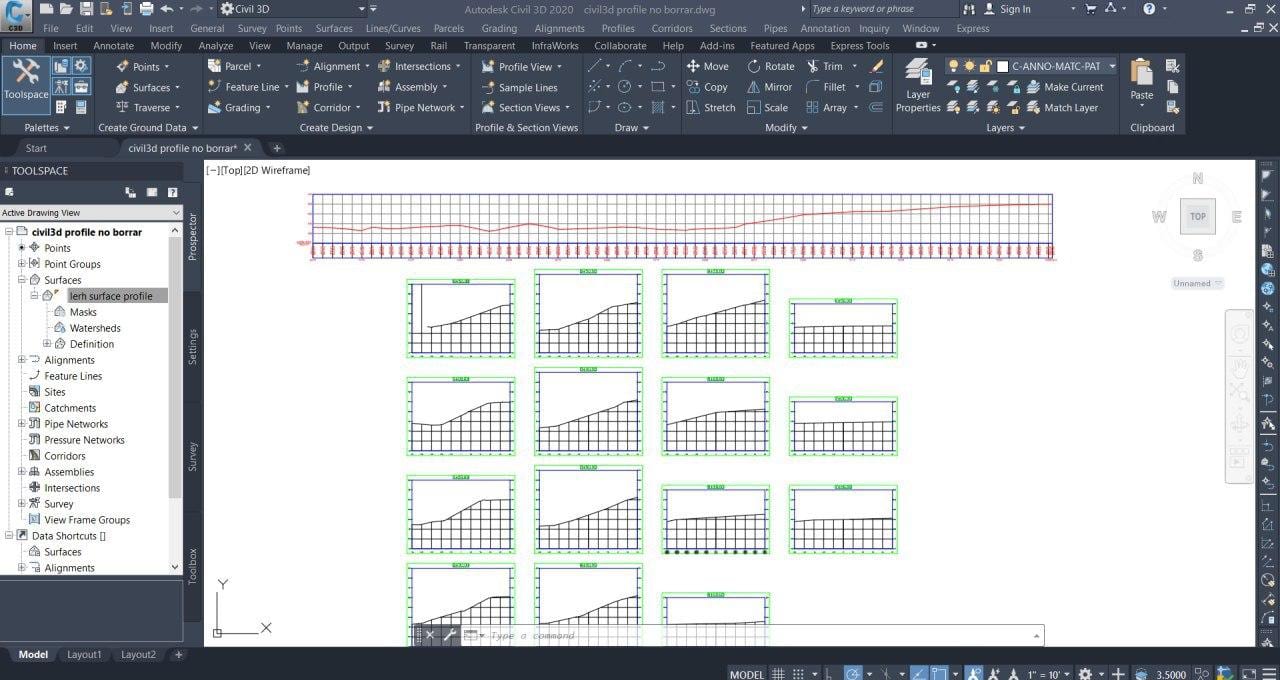 C3D
Civil 3D
Autodesk Civil 3D 2020 civil3d profile no borrar.dwg
Type a keyword or phrase
Sign In
File Edit View Insert General Survey Points Surfaces Lines/Curves Parcels Grading Alignments Profiles Corridors Sections Pipes Annotation Inquiry Window Express
Home Insert Annotate Modify Analyze View Manage Output Survey Rail Transparent InfraWorks Collaborate Help Add-ins Featured Apps Express Tools
Toolspace
Palettes
Points
Surfaces
Traverse
Create Ground Data
Parcel
Feature Line
Grading
Alignment
Profile
Corridor
Intersections
Assembly
Pipe Network
Create Design
Profile View
Sample Lines
Section Views
Profile & Section Views
Draw
Move
Copy
Stretch
Rotate
Mirror
Scale
Trim
Fillet
Array
Modify
Layer
Properties
C-ANNO-MATC-PAT
Make Current
Match Layer
Layers
Paste
Clipboard
Start
civil3d profile no borrar*
TOOLSPACE
Active Drawing View
civil3d profile no borrar
Points
Point Groups
Surfaces
lerh surface profile
Masks
Watersheds
Definition
Alignments
Feature Lines
Sites
Catchments
Pipe Networks
Pressure Networks
Corridors
Assemblies
Intersections
Survey
View Frame Groups
Data Shortcuts []
Surfaces
Alignments
Prospector
Settings
Survey
Toolbox
[−][Top][2D Wireframe]
N
W
TOP
E
S
Unnamed
Y
X
Type a command
Model Layout1 Layout2
MODEL
1" = 10'
3.5000